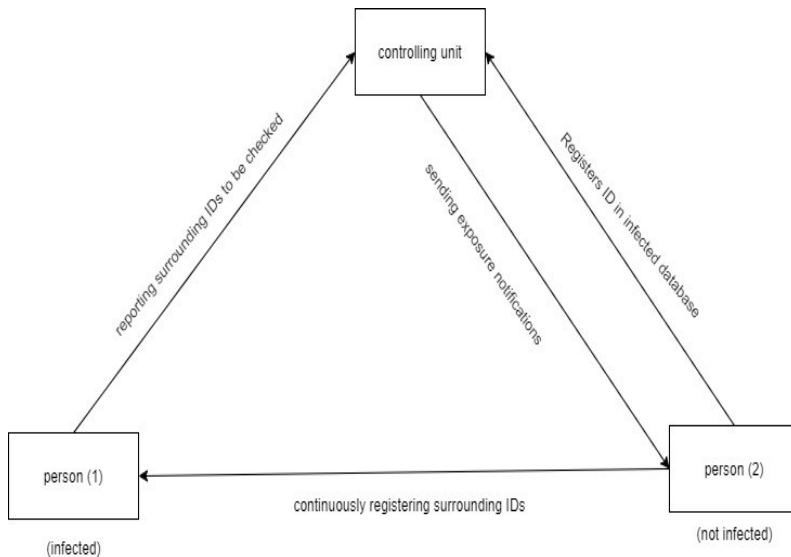 controlling unit
reporting surrounding IDs to be checked
sending exposure notifications
Registers ID in infected database
person (1)
person (2)
continuously registering surrounding IDs
(infected)
(not infected)